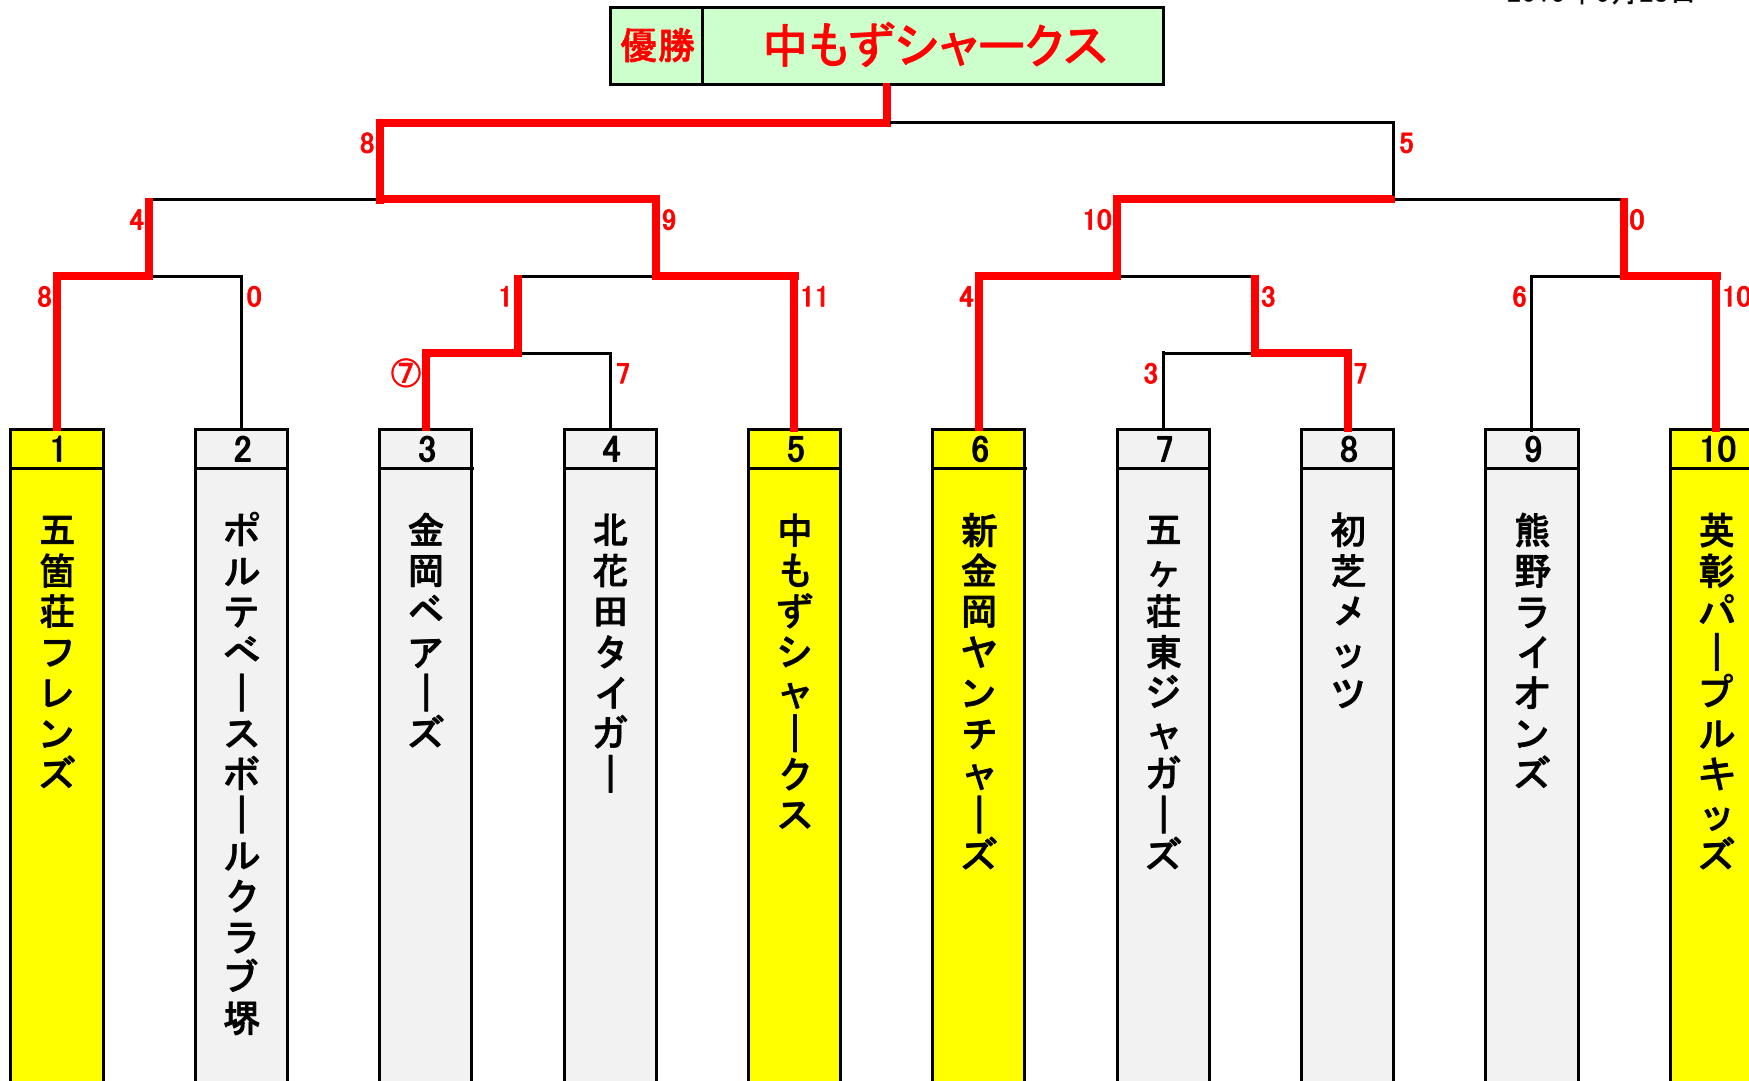 優勝 中もずシャークス
8 5
4 9 10 0
8 0 1 11 4 3 6 10
⑦ 7 3 7
1 2 3 4 5 6 7 8 9 10
五箇荘フレンズ
ポルテベースボールクラブ堺
金岡ベアーズ
北花田タイガー
中もずシャークス
新金岡ヤンチャーズ
五ヶ荘東ジャガーズ
初芝メッツ
熊野ライオンズ
英彰パープルキッズ